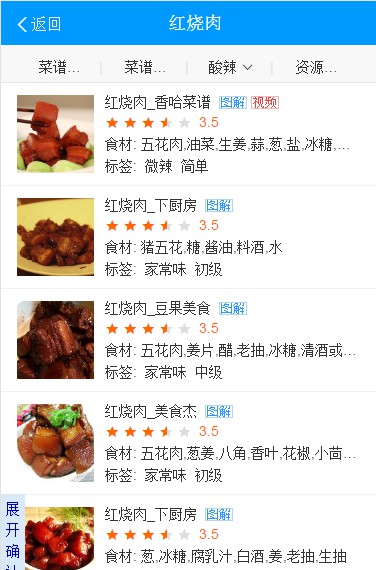 返回 红烧肉
菜谱... 菜谱... 酸辣 资源...
红烧肉_香哈菜谱 图解 视频
3.5
食材: 五花肉,油菜,生姜,蒜,葱,盐,冰糖,...
标签: 微辣 简单
红烧肉_下厨房 图解
3.5
食材: 猪五花,糖,酱油,料酒,水
标签: 家常味 初级
红烧肉_豆果美食 图解
3.5
食材: 五花肉,姜片,醋,老抽,冰糖,清酒或...
标签: 家常味 中级
红烧肉_美食杰 图解
3.5
食材: 五花肉,葱姜,八角,香叶,花椒,小茴...
标签: 家常味 初级
展开确
红烧肉_下厨房 图解
3.5
食材: 葱,冰糖,腐乳汁,白酒,姜,老抽,生抽